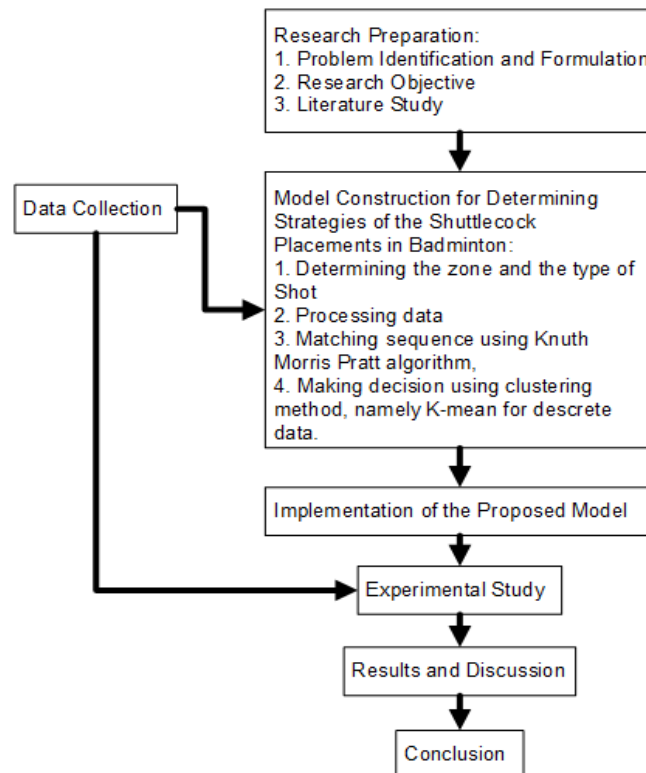 Research Preparation:
1. Problem Identification and Formulation
2. Research Objective
3. Literature Study
Data Collection
Model Construction for Determining
Strategies of the Shuttlecock
Placements in Badminton:
1. Determining the zone and the type of
Shot
2. Processing data
3. Matching sequence using Knuth
Morris Pratt algorithm,
4. Making decision using clustering
method, namely K-mean for descrete
data.
Implementation of the Proposed Model
Experimental Study
Results and Discussion
Conclusion